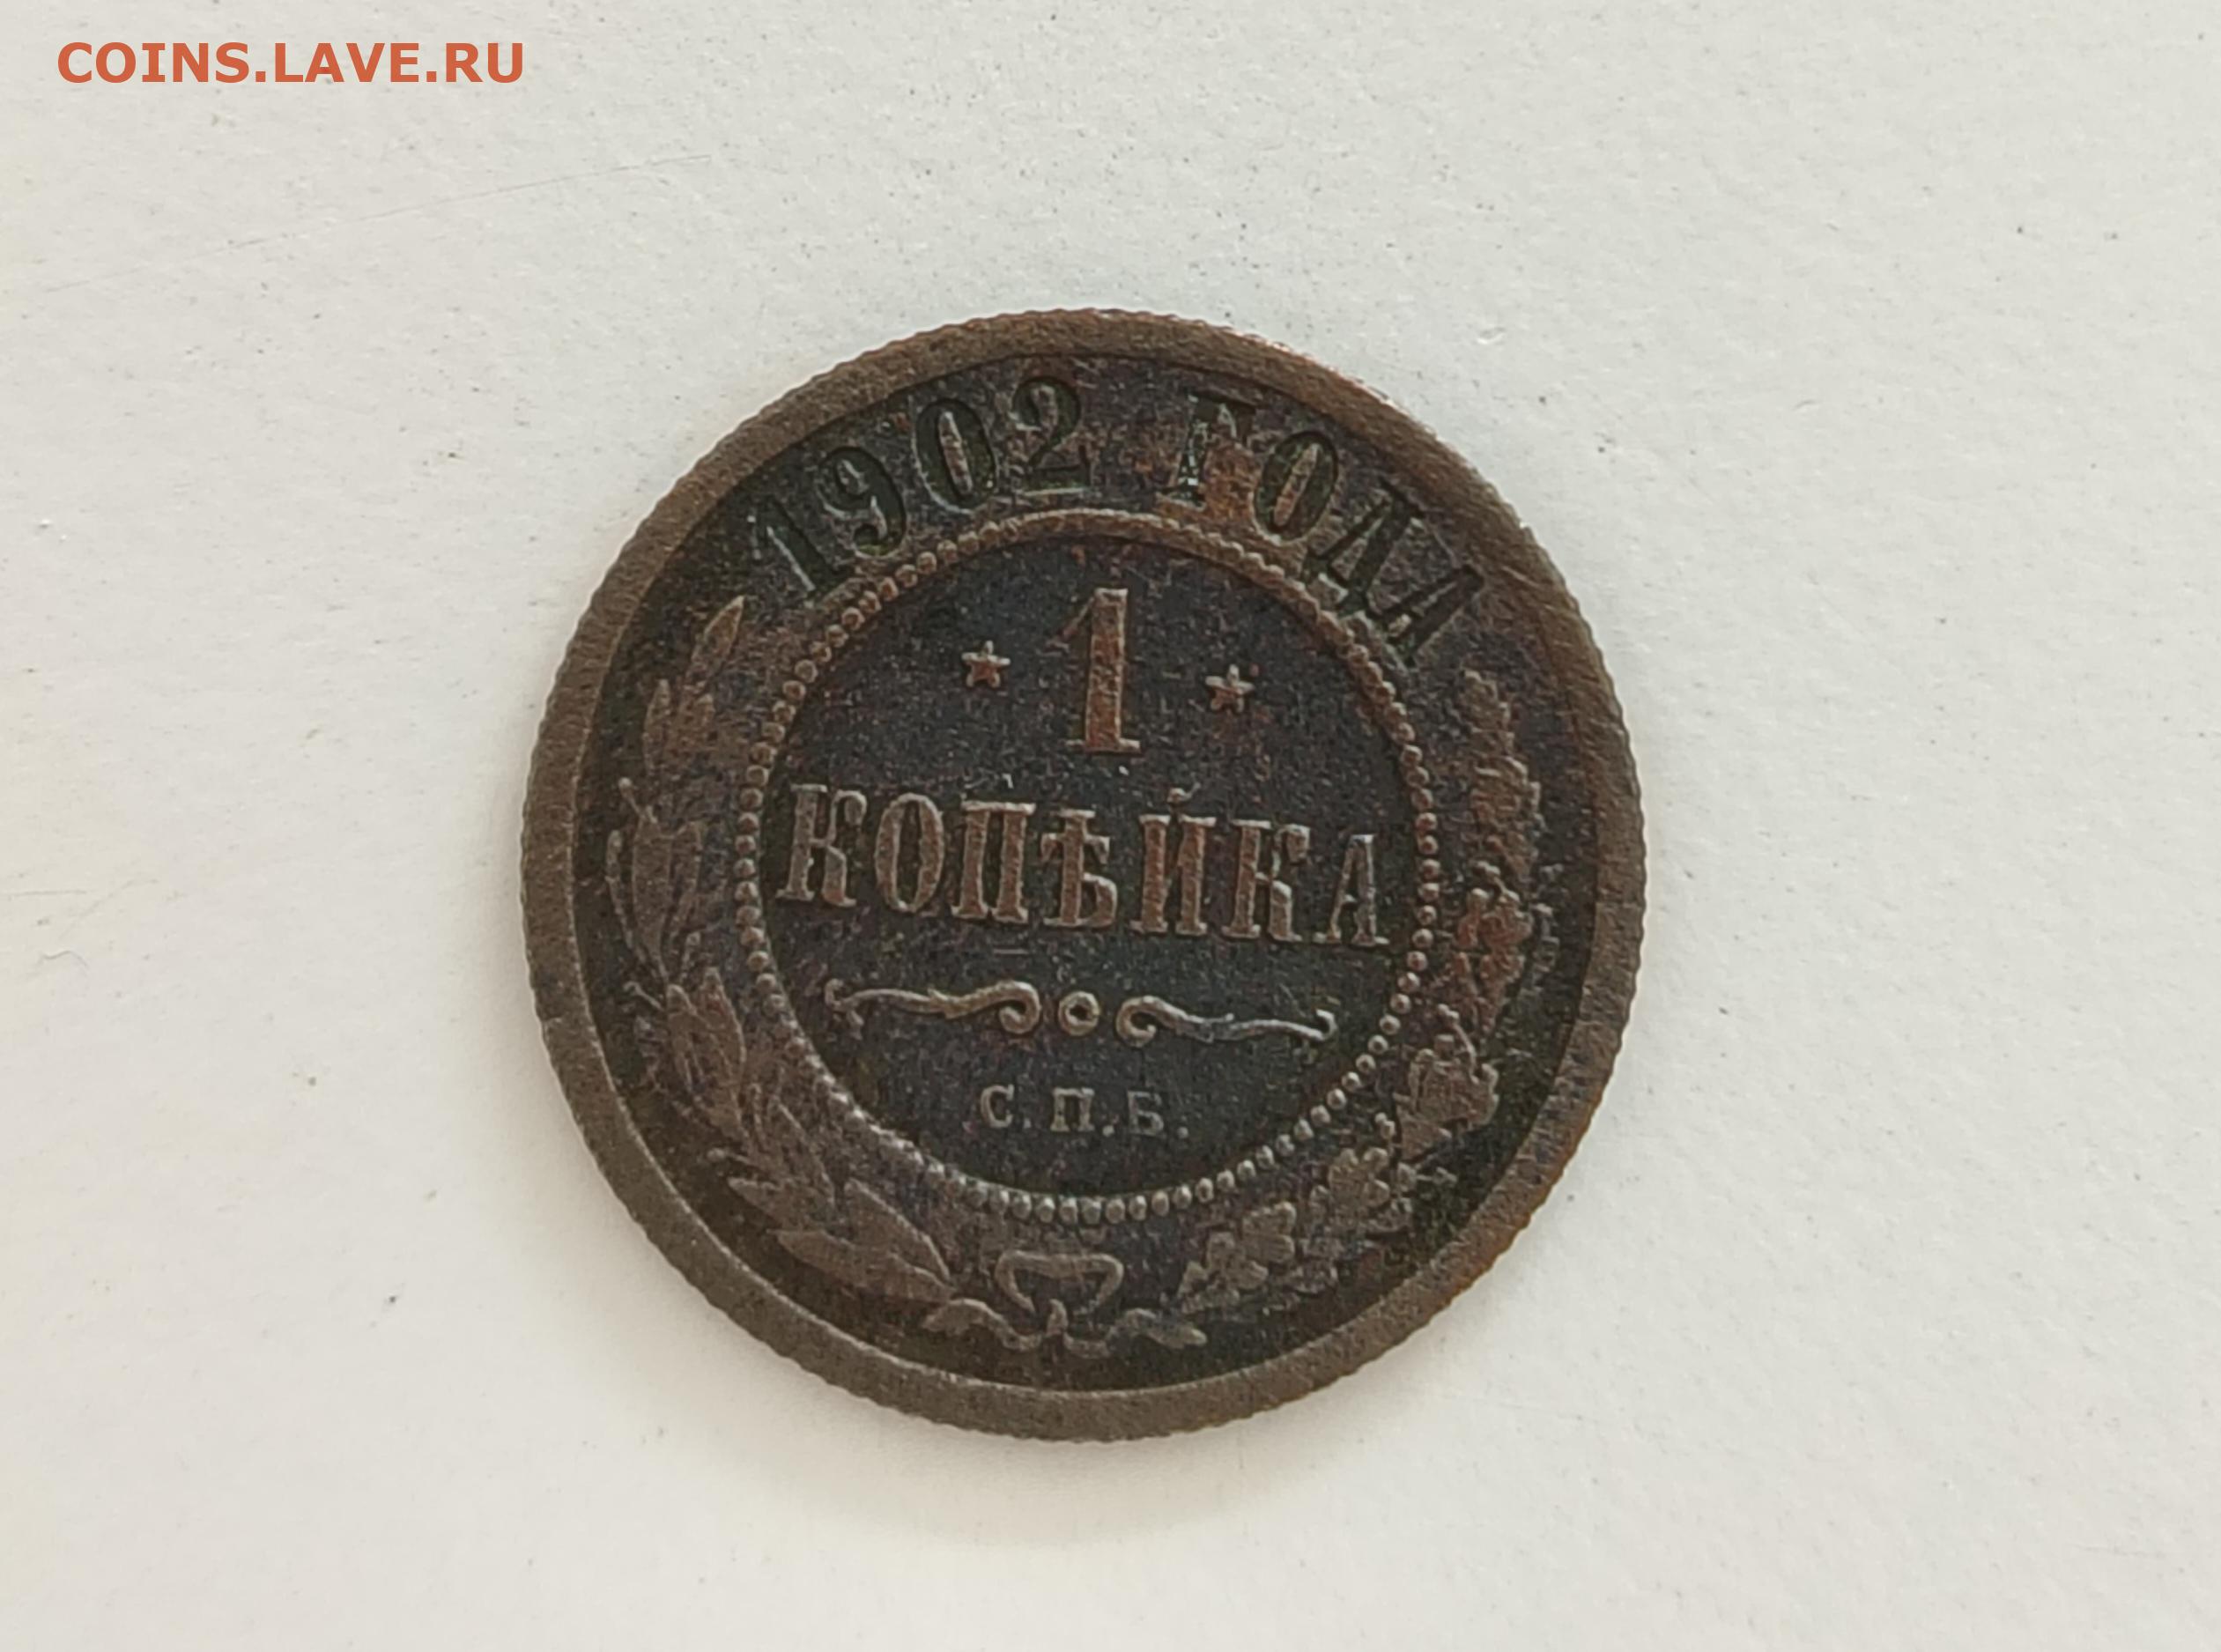 COINS.LAVE.RU
1902 ГОДА
1
КОПѢЙКА
С.П.Б.